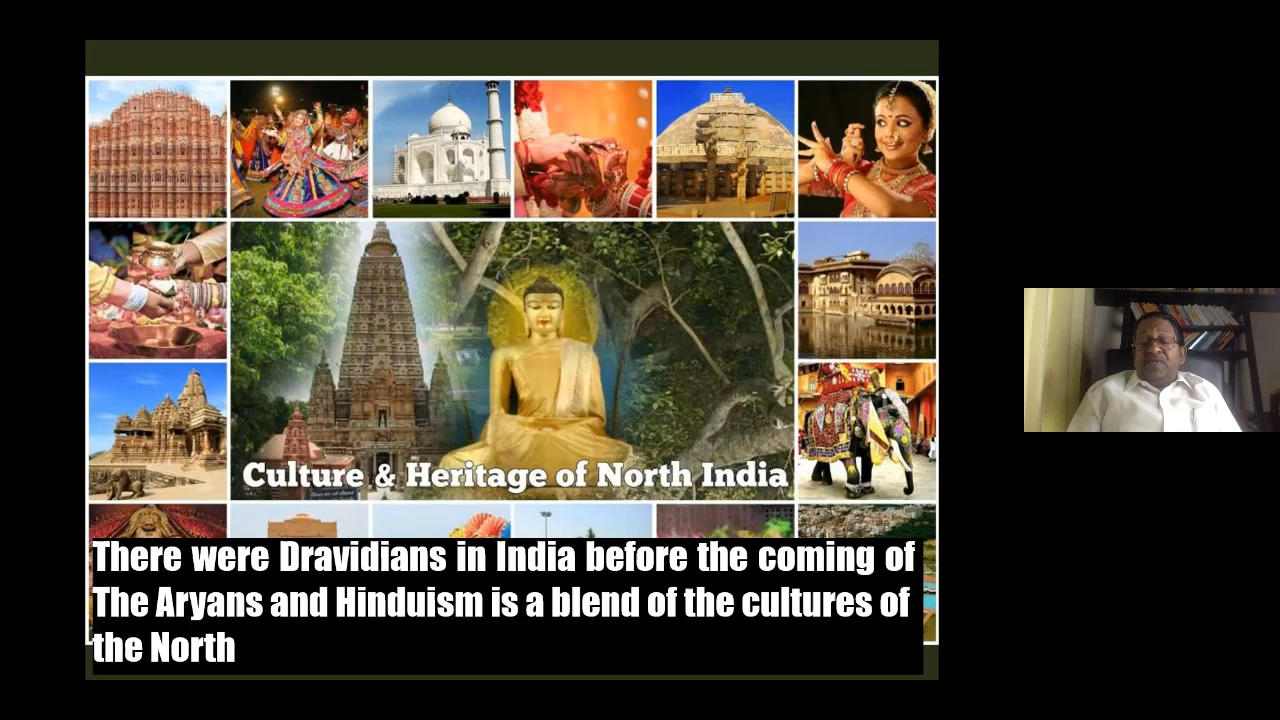 Culture & Heritage of North India
There were Dravidians in India before the coming of
The Aryans and Hinduism is a blend of the cultures of
the North